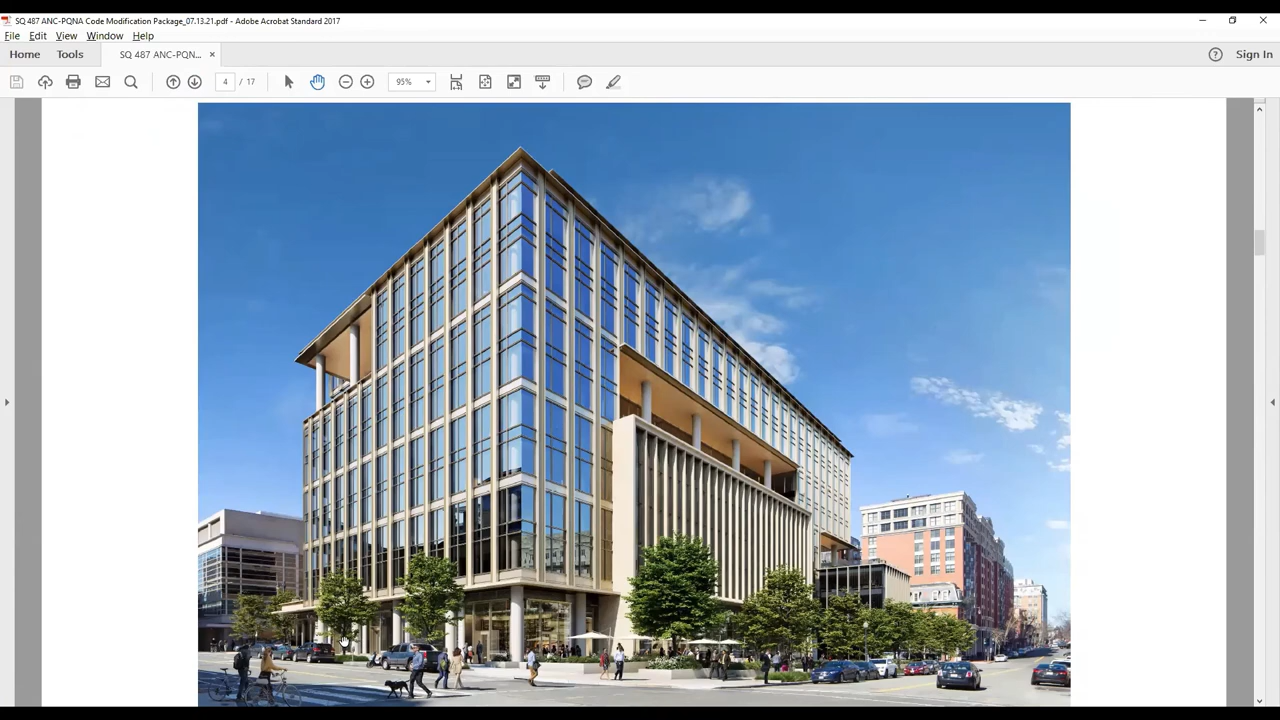 SQ 487 ANC-PQNA Code Modification Package_07.13.21.pdf - Adobe Acrobat Standard 2017
File Edit View Window Help
Home Tools SQ 487 ANC-PQN... × Sign In
4 / 17 95%